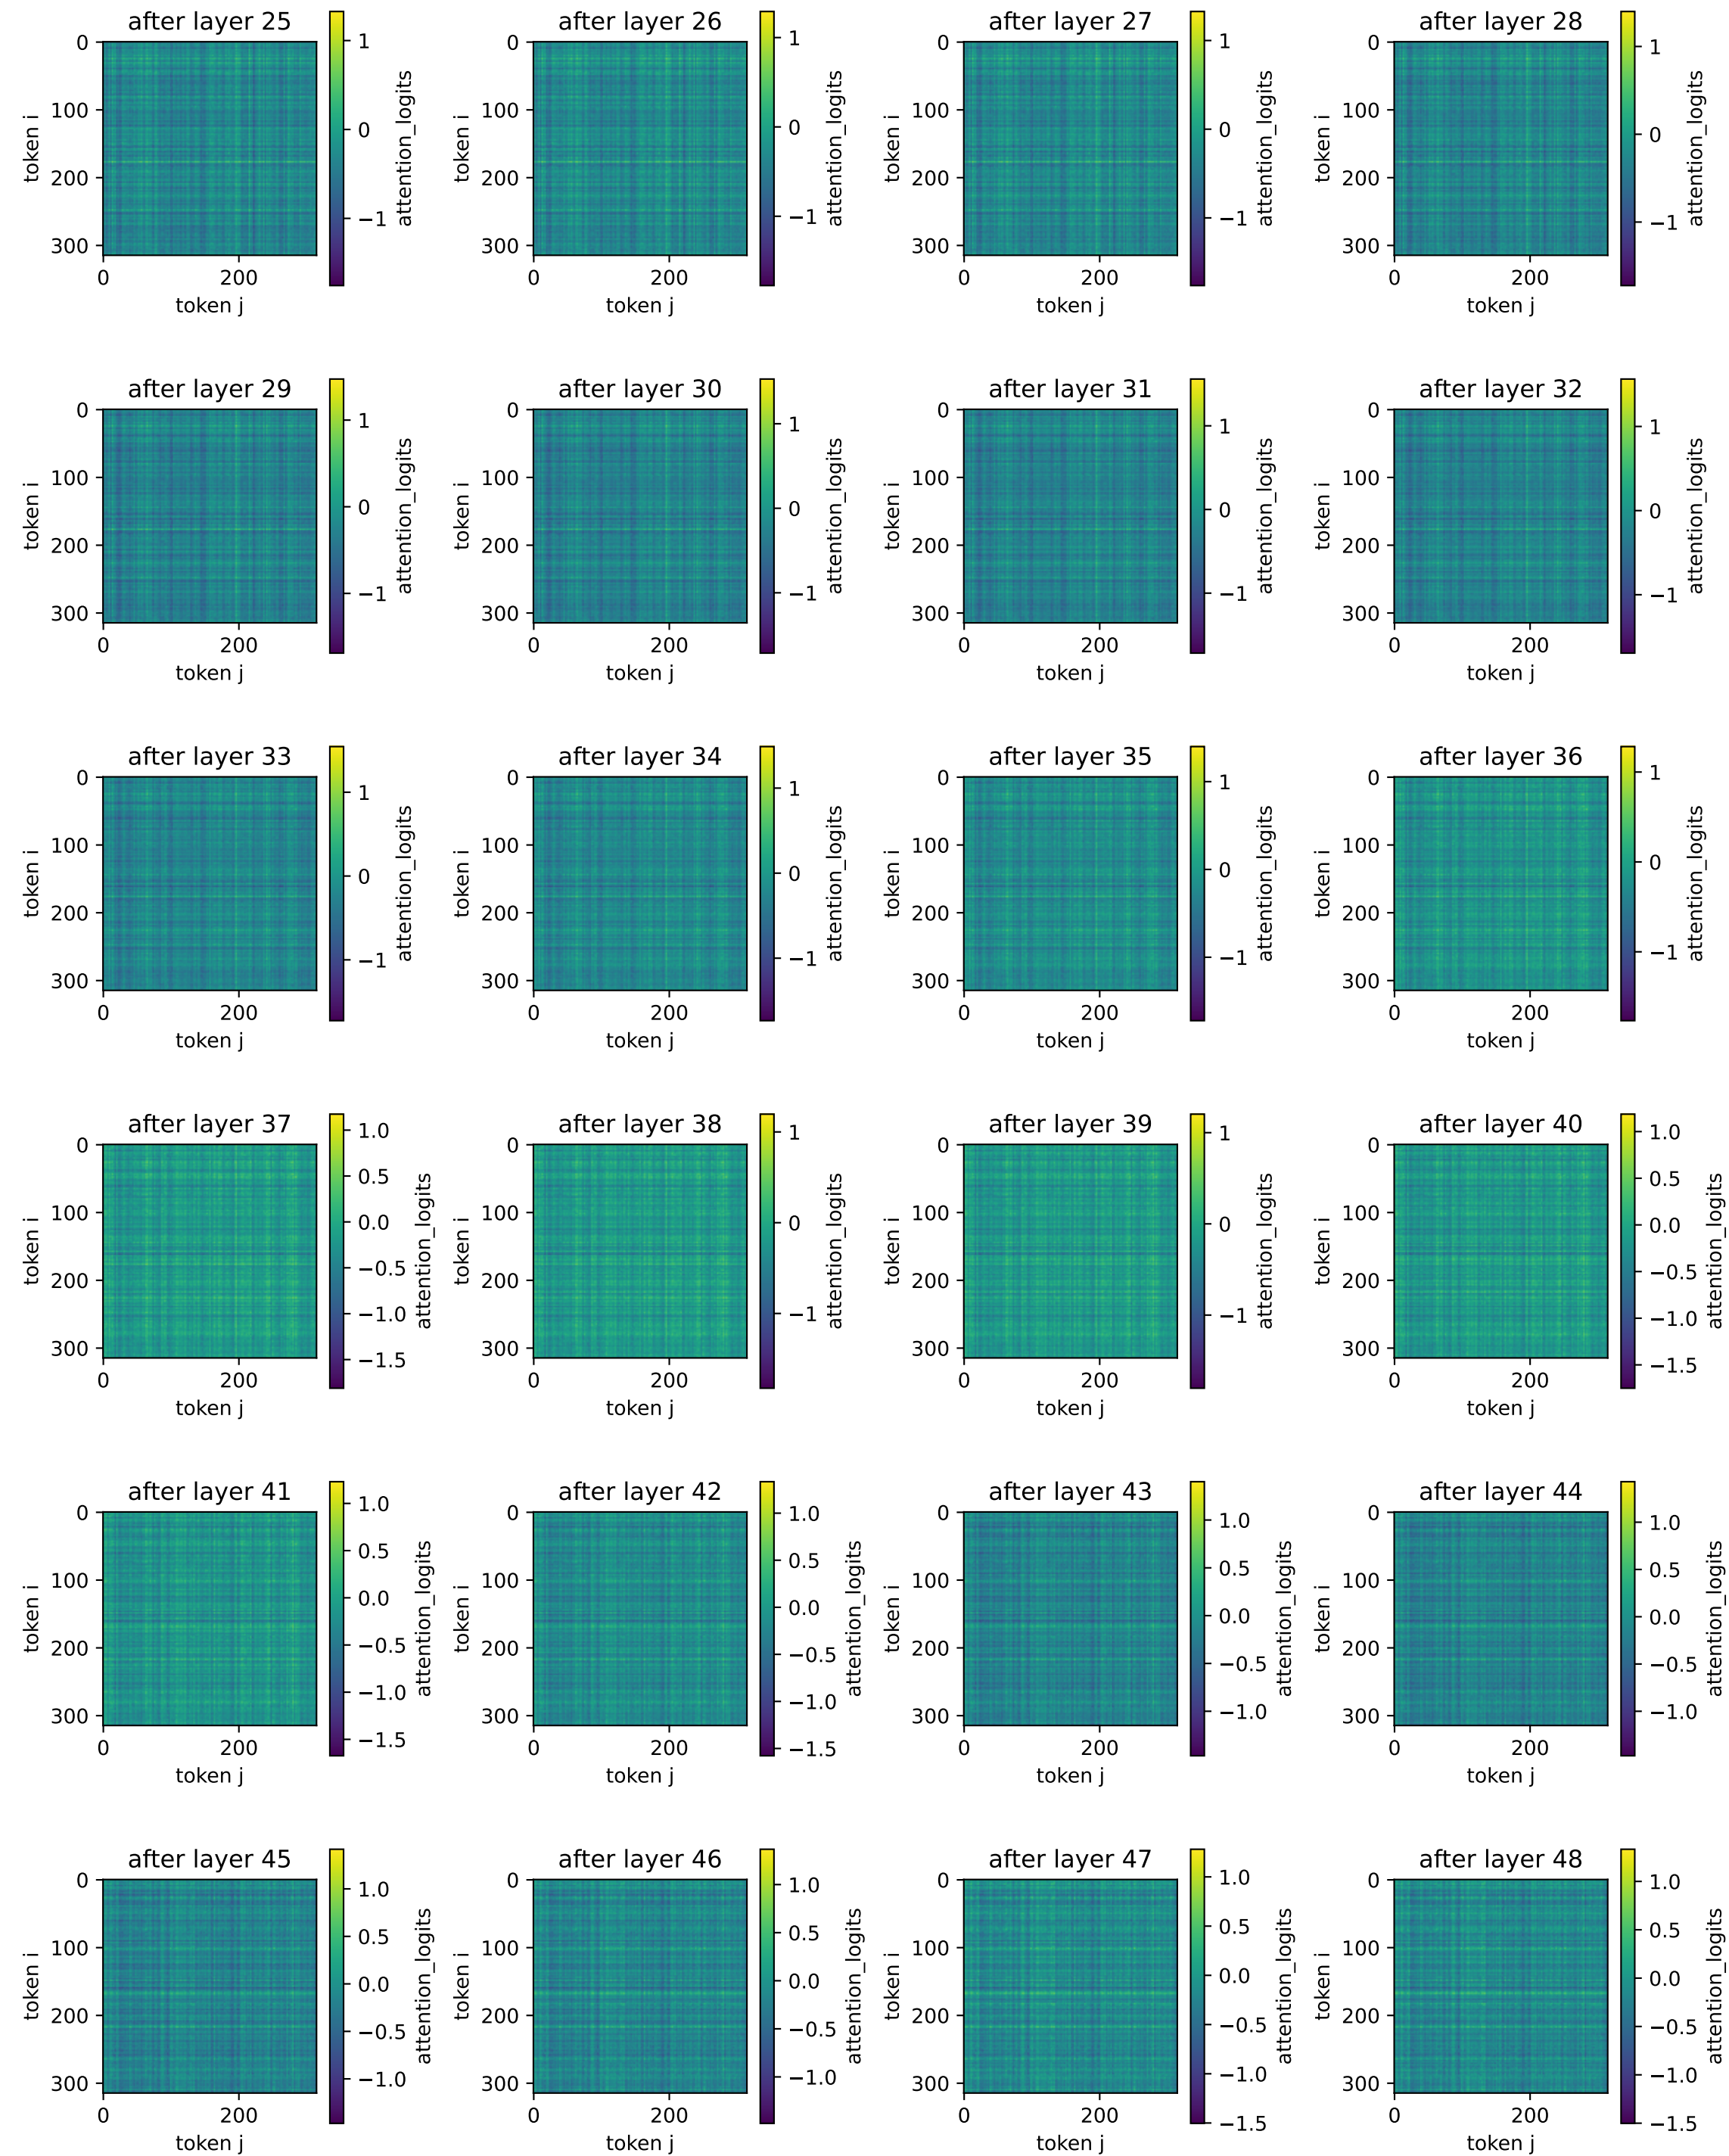 after layer 25
after layer 26
after layer 27
after layer 28
0
100
200
300
token i
0
200
token j
1
0
−1
attention_logits
0
100
200
300
token i
0
200
token j
1
0
−1
attention_logits
0
100
200
300
token i
0
200
token j
1
0
−1
attention_logits
0
100
200
300
token i
0
200
token j
1
0
−1
attention_logits
after layer 29
after layer 30
after layer 31
after layer 32
0
100
200
300
token i
0
200
token j
1
0
−1
attention_logits
0
100
200
300
token i
0
200
token j
1
0
−1
attention_logits
0
100
200
300
token i
0
200
token j
1
0
−1
attention_logits
0
100
200
300
token i
0
200
token j
1
0
−1
attention_logits
after layer 33
after layer 34
after layer 35
after layer 36
0
100
200
300
token i
0
200
token j
1
0
−1
attention_logits
0
100
200
300
token i
0
200
token j
1
0
−1
attention_logits
0
100
200
300
token i
0
200
token j
1
0
−1
attention_logits
0
100
200
300
token i
0
200
token j
1
0
−1
attention_logits
after layer 37
after layer 38
after layer 39
after layer 40
0
100
200
300
token i
0
200
token j
1.0
0.5
0.0
−0.5
−1.0
−1.5
attention_logits
0
100
200
300
token i
0
200
token j
1
0
−1
attention_logits
0
100
200
300
token i
0
200
token j
1
0
−1
attention_logits
0
100
200
300
token i
0
200
token j
1.0
0.5
0.0
−0.5
−1.0
−1.5
attention_logits
after layer 41
after layer 42
after layer 43
after layer 44
0
100
200
300
token i
0
200
token j
1.0
0.5
0.0
−0.5
−1.0
−1.5
attention_logits
0
100
200
300
token i
0
200
token j
1.0
0.5
0.0
−0.5
−1.0
−1.5
attention_logits
0
100
200
300
token i
0
200
token j
1.0
0.5
0.0
−0.5
−1.0
attention_logits
0
100
200
300
token i
0
200
token j
1.0
0.5
0.0
−0.5
−1.0
attention_logits
after layer 45
after layer 46
after layer 47
after layer 48
0
100
200
300
token i
0
200
token j
1.0
0.5
0.0
−0.5
−1.0
attention_logits
0
100
200
300
token i
0
200
token j
1.0
0.5
0.0
−0.5
−1.0
attention_logits
0
100
200
300
token i
0
200
token j
1.0
0.5
0.0
−0.5
−1.0
−1.5
attention_logits
0
100
200
300
token i
0
200
token j
1.0
0.5
0.0
−0.5
−1.0
−1.5
attention_logits